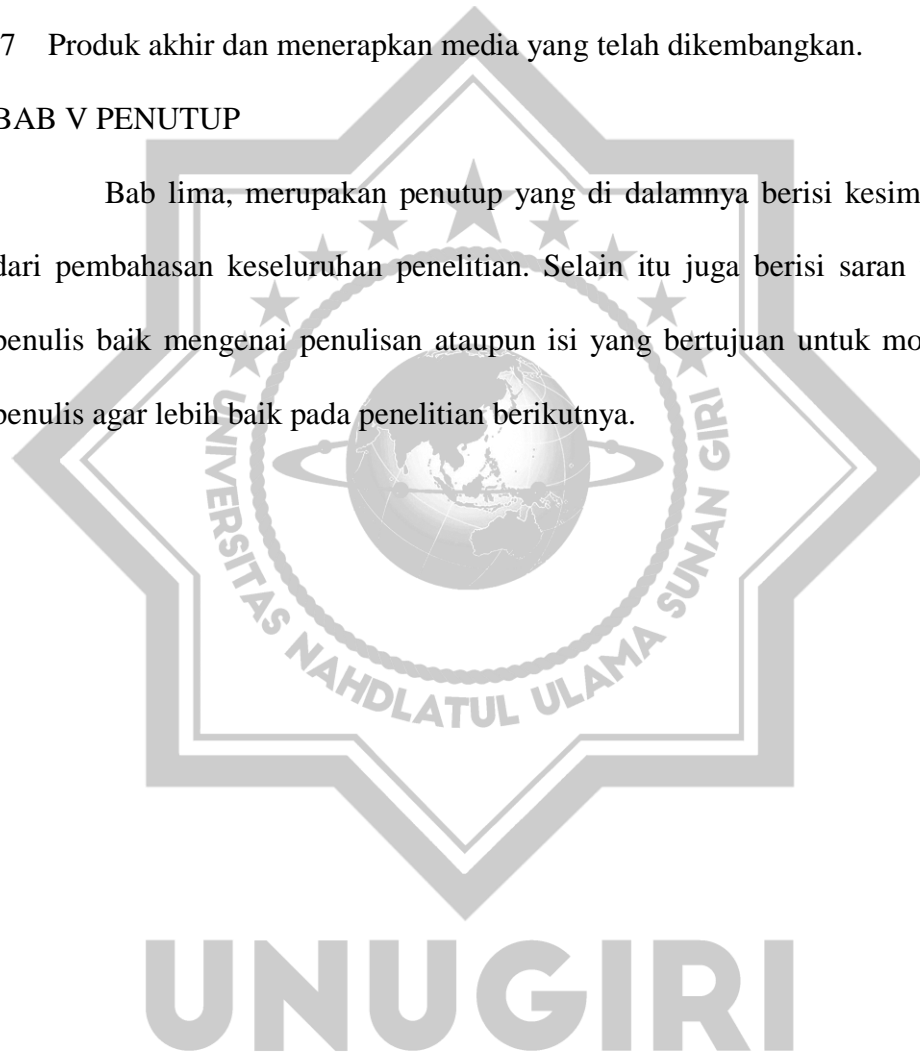 7 Produk akhir dan menerapkan media yang telah dikembangkan.
BAB V PENUTUP
Bab lima, merupakan penutup yang di dalamnya berisi kesim
dari pembahasan keseluruhan penelitian. Selain itu juga berisi saran
penulis baik mengenai penulisan ataupun isi yang bertujuan untuk mo
penulis agar lebih baik pada penelitian berikutnya.
UNIVERSITAS NAHDLATUL ULAMA SUNAN GIRI
UNUGIRI